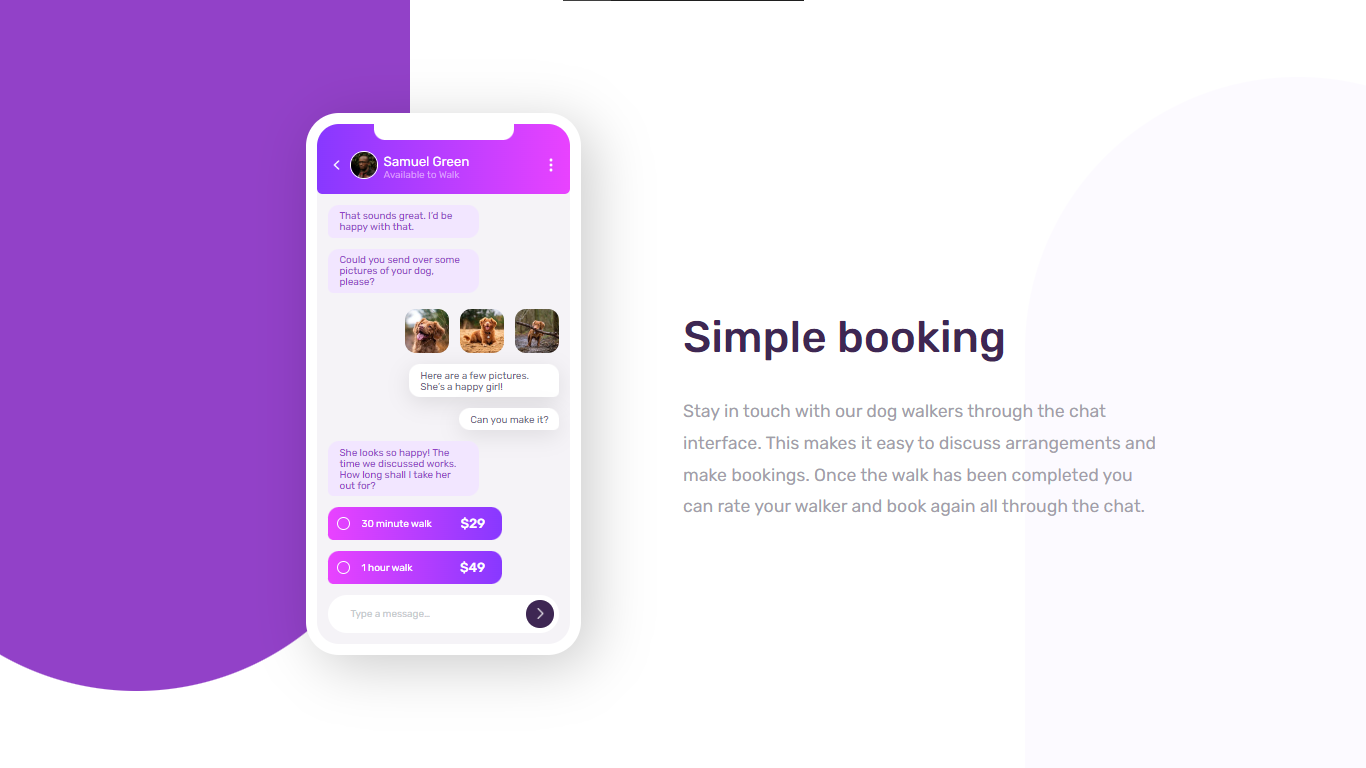 Samuel Green
Available to Walk
That sounds great. I'd be
happy with that.
Could you send over some
pictures of your dog,
please?
Here are a few pictures.
She's a happy girl!
Can you make it?
She looks so happy! The
time we discussed works.
How long shall I take her
out for?
30 minute walk $29
1 hour walk $49
Type a message…
Simple booking
Stay in touch with our dog walkers through the chat
interface. This makes it easy to discuss arrangements and
make bookings. Once the walk has been completed you
can rate your walker and book again all through the chat.